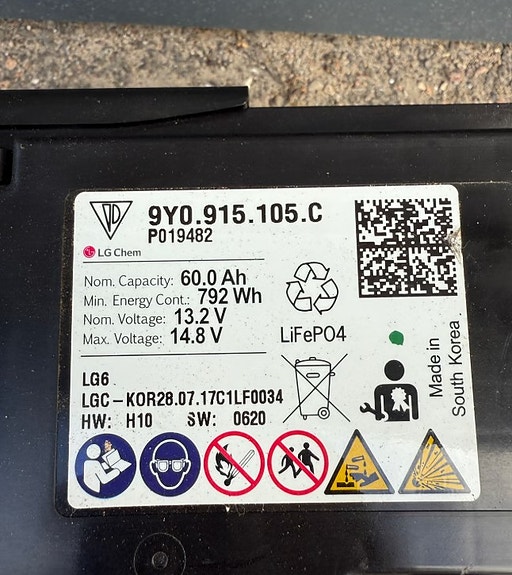 9Y0.915.105.C
P019482
LG Chem
Nom. Capacity: 60.0 Ah
Min. Energy Cont.: 792 Wh
Nom. Voltage: 13.2 V
Max. Voltage: 14.8 V
LiFePO4
Made in
South Korea
LG6
LGC-KOR28.07.17C1LF0034
HW: H10 SW: 0620